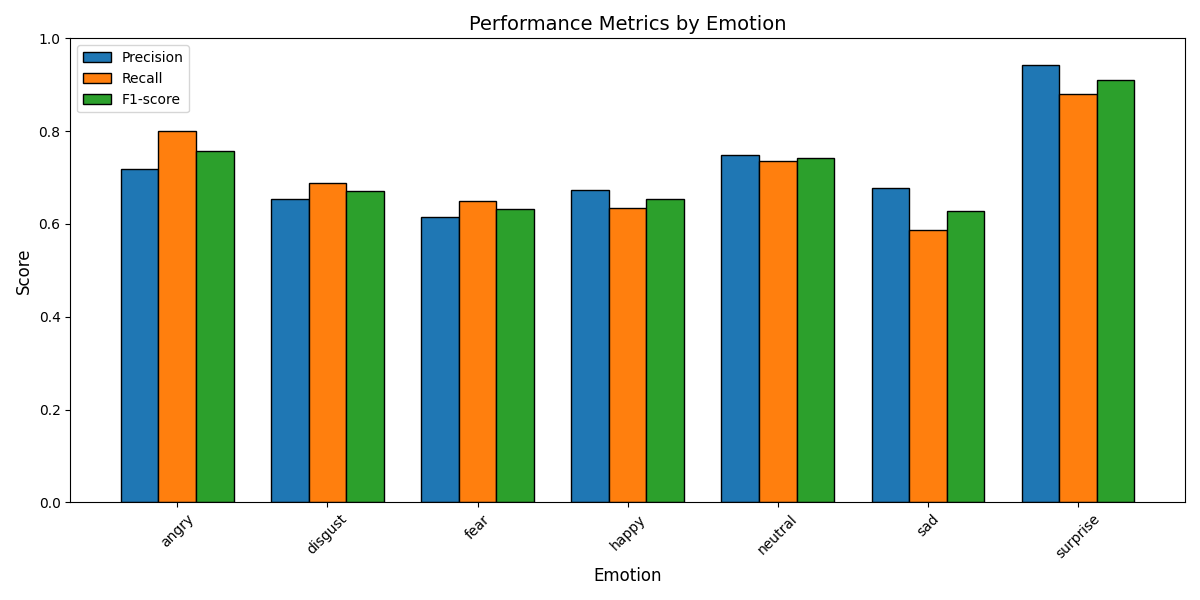 Performance Metrics by Emotion
Precision
Recall
F1-score
1.0
0.8
0.6
0.4
0.2
0.0
Score
angry
disgust
fear
happy
neutral
sad
surprise
Emotion